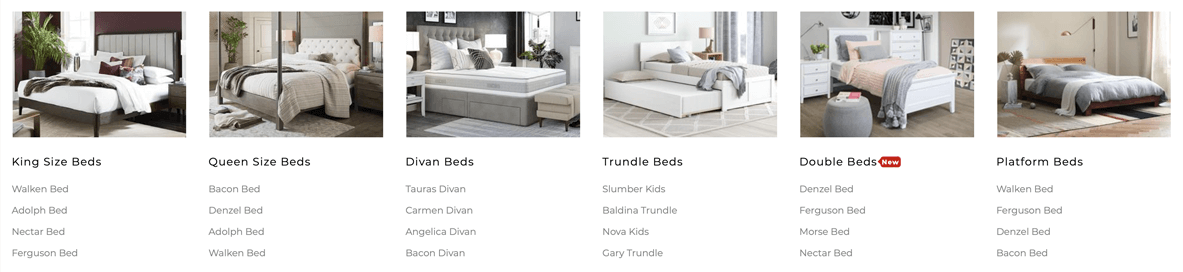 King Size Beds
Walken Bed
Adolph Bed
Nectar Bed
Ferguson Bed
Queen Size Beds
Bacon Bed
Denzel Bed
Adolph Bed
Walken Bed
Divan Beds
Tauras Divan
Carmen Divan
Angelica Divan
Bacon Divan
Trundle Beds
Slumber Kids
Baldina Trundle
Nova Kids
Gary Trundle
Double Beds New
Denzel Bed
Ferguson Bed
Morse Bed
Nectar Bed
Platform Beds
Walken Bed
Ferguson Bed
Denzel Bed
Bacon Bed